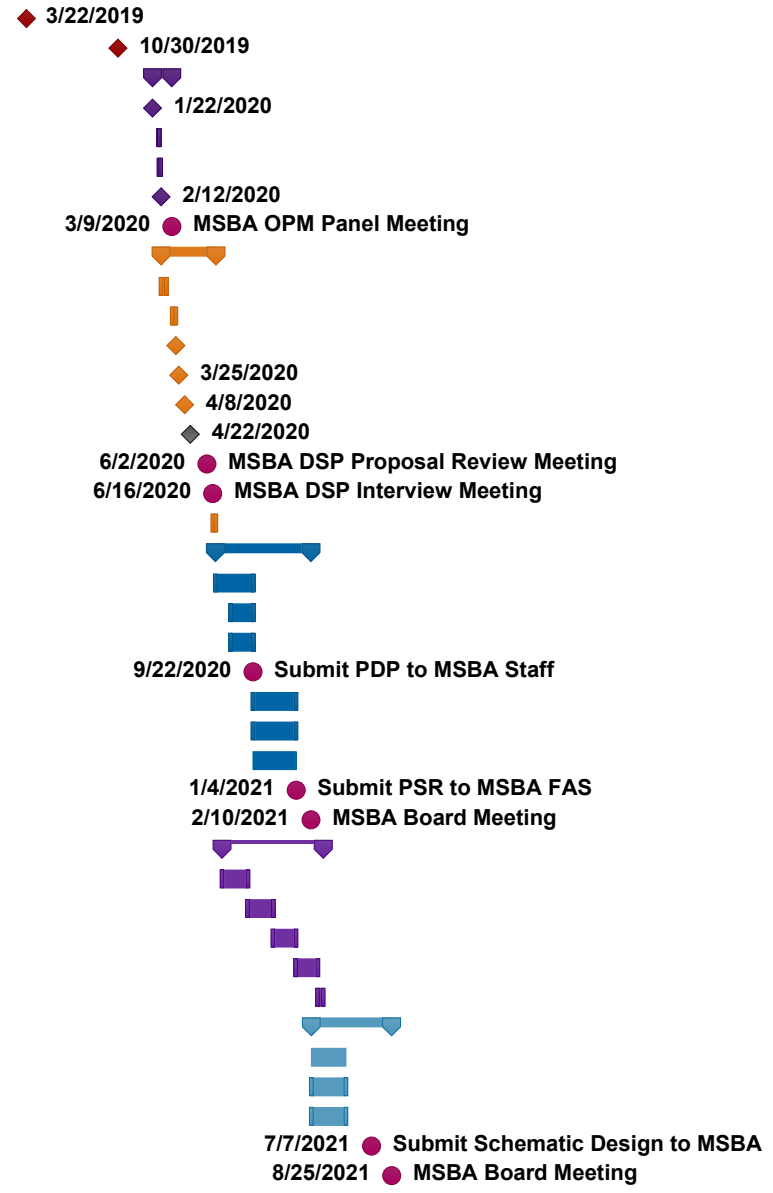 3/22/2019
10/30/2019
1/22/2020
2/12/2020
3/9/2020 MSBA OPM Panel Meeting
3/25/2020
4/8/2020
4/22/2020
6/2/2020 MSBA DSP Proposal Review Meeting
6/16/2020 MSBA DSP Interview Meeting
9/22/2020 Submit PDP to MSBA Staff
1/4/2021 Submit PSR to MSBA FAS
2/10/2021 MSBA Board Meeting
7/7/2021 Submit Schematic Design to MSBA
8/25/2021 MSBA Board Meeting